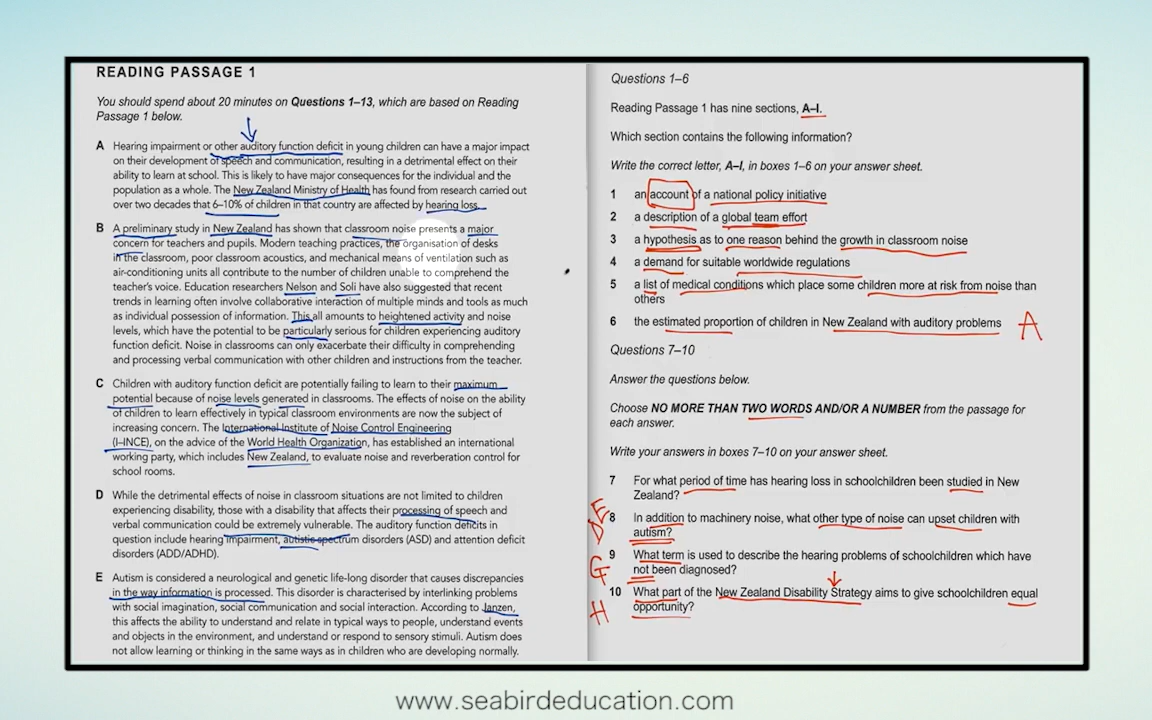 READING PASSAGE 1
You should spend about 20 minutes on Questions 1–13, which are based on Reading
Passage 1 below.
A Hearing impairment or other auditory function deficit in young children can have a major impact
on their development of speech and communication, resulting in a detrimental effect on their
ability to learn at school. This is likely to have major consequences for the individual and the
population as a whole. The New Zealand Ministry of Health has found from research carried out
over two decades that 6–10% of children in that country are affected by hearing loss.
B A preliminary study in New Zealand has shown that classroom noise presents a major
concern for teachers and pupils. Modern teaching practices, the organisation of desks
in the classroom, poor classroom acoustics, and mechanical means of ventilation such as
air-conditioning units all contribute to the number of children unable to comprehend the
teacher's voice. Education researchers Nelson and Soli have also suggested that recent
trends in learning often involve collaborative interaction of multiple minds and tools as much
as individual possession of information. This all amounts to heightened activity and noise
levels, which have the potential to be particularly serious for children experiencing auditory
function deficit. Noise in classrooms can only exacerbate their difficulty in comprehending
and processing verbal communication with other children and instructions from the teacher.
C Children with auditory function deficit are potentially failing to learn to their maximum
potential because of noise levels generated in classrooms. The effects of noise on the ability
of children to learn effectively in typical classroom environments are now the subject of
increasing concern. The International Institute of Noise Control Engineering
(I–INCE), on the advice of the World Health Organization, has established an international
working party, which includes New Zealand, to evaluate noise and reverberation control for
school rooms.
D While the detrimental effects of noise in classroom situations are not limited to children
experiencing disability, those with a disability that affects their processing of speech and
verbal communication could be extremely vulnerable. The auditory function deficits in
question include hearing impairment, autistic spectrum disorders (ASD) and attention deficit
disorders (ADD/ADHD).
E Autism is considered a neurological and genetic life-long disorder that causes discrepancies
in the way information is processed. This disorder is characterised by interlinking problems
with social imagination, social communication and social interaction. According to Janzen,
this affects the ability to understand and relate in typical ways to people, understand events
and objects in the environment, and understand or respond to sensory stimuli. Autism does
not allow learning or thinking in the same ways as in children who are developing normally.
Questions 1–6
Reading Passage 1 has nine sections, A–I.
Which section contains the following information?
Write the correct letter, A–I, in boxes 1–6 on your answer sheet.
1 an account of a national policy initiative
2 a description of a global team effort
3 a hypothesis as to one reason behind the growth in classroom noise
4 a demand for suitable worldwide regulations
5 a list of medical conditions which place some children more at risk from noise than
others
6 the estimated proportion of children in New Zealand with auditory problems A
Questions 7–10
Answer the questions below.
Choose NO MORE THAN TWO WORDS AND/OR A NUMBER from the passage for
each answer.
Write your answers in boxes 7–10 on your answer sheet.
7 For what period of time has hearing loss in schoolchildren been studied in New
Zealand?
E
D 8 In addition to machinery noise, what other type of noise can upset children with
autism?
G 9 What term is used to describe the hearing problems of schoolchildren which have
not been diagnosed?
H 10 What part of the New Zealand Disability Strategy aims to give schoolchildren equal
opportunity?
www.seabirdeducation.com